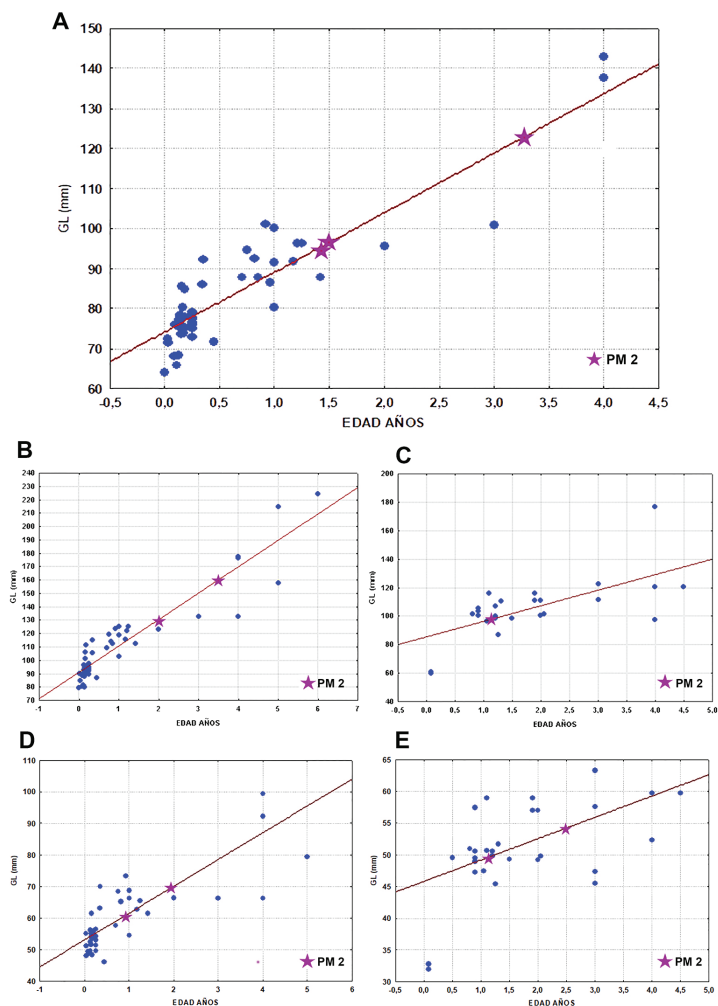 A
150
140
130
120
110
100
90
80
70
60
GL (mm)
-0,5 0,0 0,5 1,0 1,5 2,0 2,5 3,0 3,5 4,0 4,5
EDAD AÑOS
PM 2
B
240
230
220
210
200
190
180
170
160
150
140
130
120
110
100
90
80
70
GL (mm)
-1 0 1 2 3 4 5 6 7
EDAD AÑOS
PM 2
C
200
180
160
140
120
100
80
60
40
GL (mm)
-0,5 0,0 0,5 1,0 1,5 2,0 2,5 3,0 3,5 4,0 4,5 5,0
EDAD AÑOS
PM 2
D
110
100
90
80
70
60
50
40
GL (mm)
-1 0 1 2 3 4 5 6
EDAD AÑOS
PM 2
E
65
60
55
50
45
40
35
30
GL (mm)
-0,5 0,0 0,5 1,0 1,5 2,0 2,5 3,0 3,5 4,0 4,5 5,0
EDAD AÑOS
PM 2